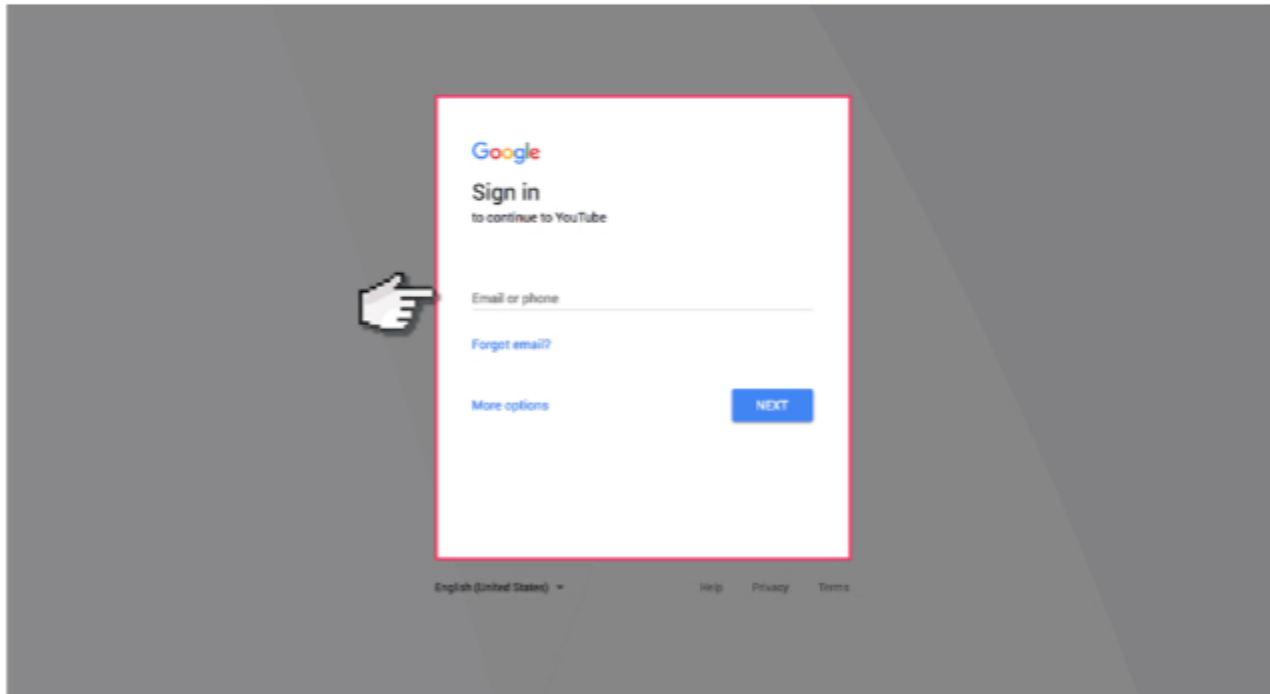 Google
Sign in
to continue to YouTube
Email or phone
Forgot email?
More options
NEXT
English (United States)
Help Privacy Terms